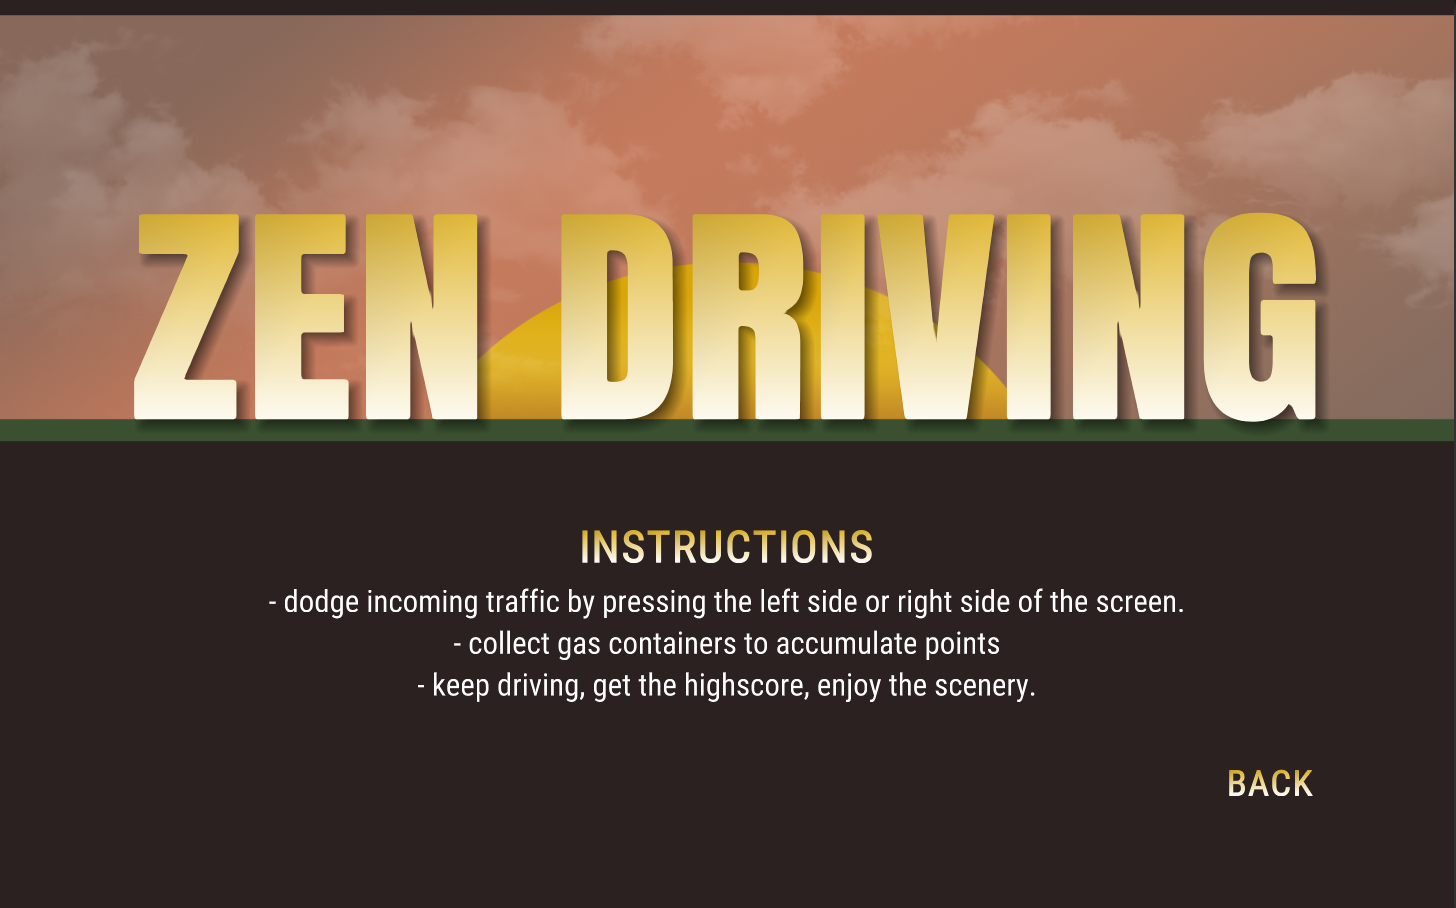 ZEN DRIVING
INSTRUCTIONS
- dodge incoming traffic by pressing the left side or right side of the screen.
- collect gas containers to accumulate points
- keep driving, get the highscore, enjoy the scenery.
BACK